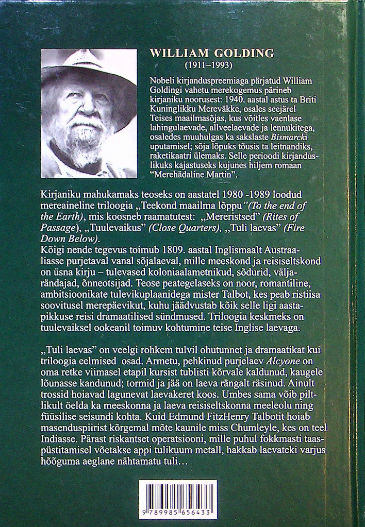 WILLIAM GOLDING
(1911–1993)
Nobeli kirjanduspreemiaga pärjatud William
Goldingi vahetu merekogemus pärineb
kirjaniku noorusest: 1940. aastal astus ta Briti
Kuninglikku Mereväkke, osales seejärel
Teises maailmasõjas, kus võitles vaenlase
lahingulaevade, allveelaevade ja lennukitega,
osaledes muuhulgas ka sakslaste Bismarcki
uputamisel; sõja lõpuks tõusis ta leitnandiks,
raketikaatri ülemaks. Selle perioodi kirjandus-
likuks kajastuseks kujunes hiljem romaan
"Merehädaline Martin".
Kirjaniku mahukamaks teoseks on aastatel 1980 -1989 loodud
mereaineline triloogia „Teekond maailma lõppu" (To the end of
the Earth), mis koosneb raamatutest: „Mereristsed" (Rites of
Passage), „Tuulevaikus" (Close Quarters), „Tuli laevas" (Fire
Down Below).
Kõigi nende tegevus toimub 1809. aastal Inglismaalt Austraa-
liasse purjetaval vanal sõjalaeval, mille meeskond ja reisiseltskond
on üsna kirju – tulevased koloniaalametnikud, sõdurid, välja-
rändajad, õnneotsijad. Teose peategelaseks on noor, romantiline,
ambitsioonikate tulevikuplaanidega mister Talbot, kes peab ristiisa
soovitusel merepäevikut, kuhu jäädvustab kõik selle ligi aasta-
pikkuse reisi dramaatilised sündmused. Triloogia keskmeks on
tuulevaiksel ookeanil toimuv kohtumine teise Inglise laevaga.
„Tuli laevas" on veelgi rohkem tulvil ohutunnet ja dramaatikat kui
triloogia eelmised osad. Armetu, pehkinud purjelaev Alcyone on
oma retke viimasel etapil kursist tublisti kõrvale kaldunud, kaugele
lõunasse kandunud; tormid ja jää on laeva rängalt räsinud. Ainult
trossid hoiavad lagunevat laevakeret koos. Umbes sama võib pilt-
likult öelda ka meeskonna ja laeva reisiseltskonna meeleolu ning
füüsilise seisundi kohta. Kuid Edmund FitzHenry Talbotit hoiab
masenduspiirist kõrgemal mõte kaunile miss Chumleyle, kes on teel
Indiasse. Pärast riskantset operatsiooni, mille puhul fokkmasti taas-
püstitamisel võetakse appi tulikuum metall, hakkab laevateki varjus
hõõguma aeglane nähtamatu tuli…
9 789985 656433